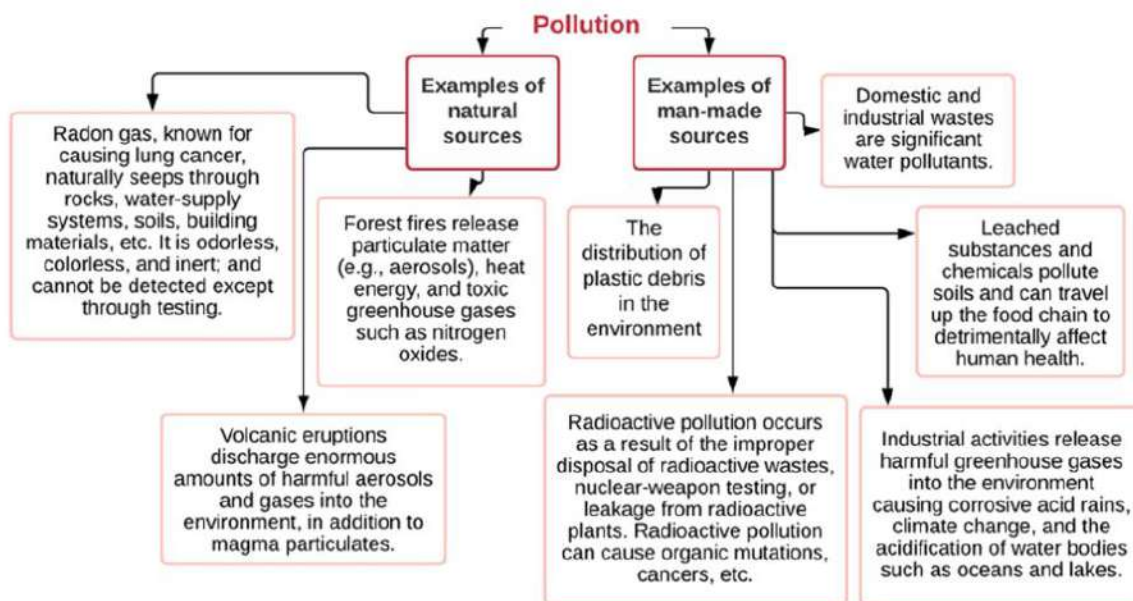 Pollution
Examples of
natural
sources
Radon gas, known for
causing lung cancer,
naturally seeps through
rocks, water-supply
systems, soils, building
materials, etc. It is odorless,
colorless, and inert; and
cannot be detected except
through testing.
Forest fires release
particulate matter
(e.g., aerosols), heat
energy, and toxic
greenhouse gases
such as nitrogen
oxides.
Volcanic eruptions
discharge enormous
amounts of harmful aerosols
and gases into the
environment, in addition to
magma particulates.
Examples of
man-made
sources
Domestic and
industrial wastes
are significant
water pollutants.
The
distribution of
plastic debris
in the
environment
Leached
substances and
chemicals pollute
soils and can travel
up the food chain to
detrimentally affect
human health.
Radioactive pollution occurs
as a result of the improper
disposal of radioactive wastes,
nuclear-weapon testing, or
leakage from radioactive
plants. Radioactive pollution
can cause organic mutations,
cancers, etc.
Industrial activities release
harmful greenhouse gases
into the environment
causing corrosive acid rains,
climate change, and the
acidification of water bodies
such as oceans and lakes.